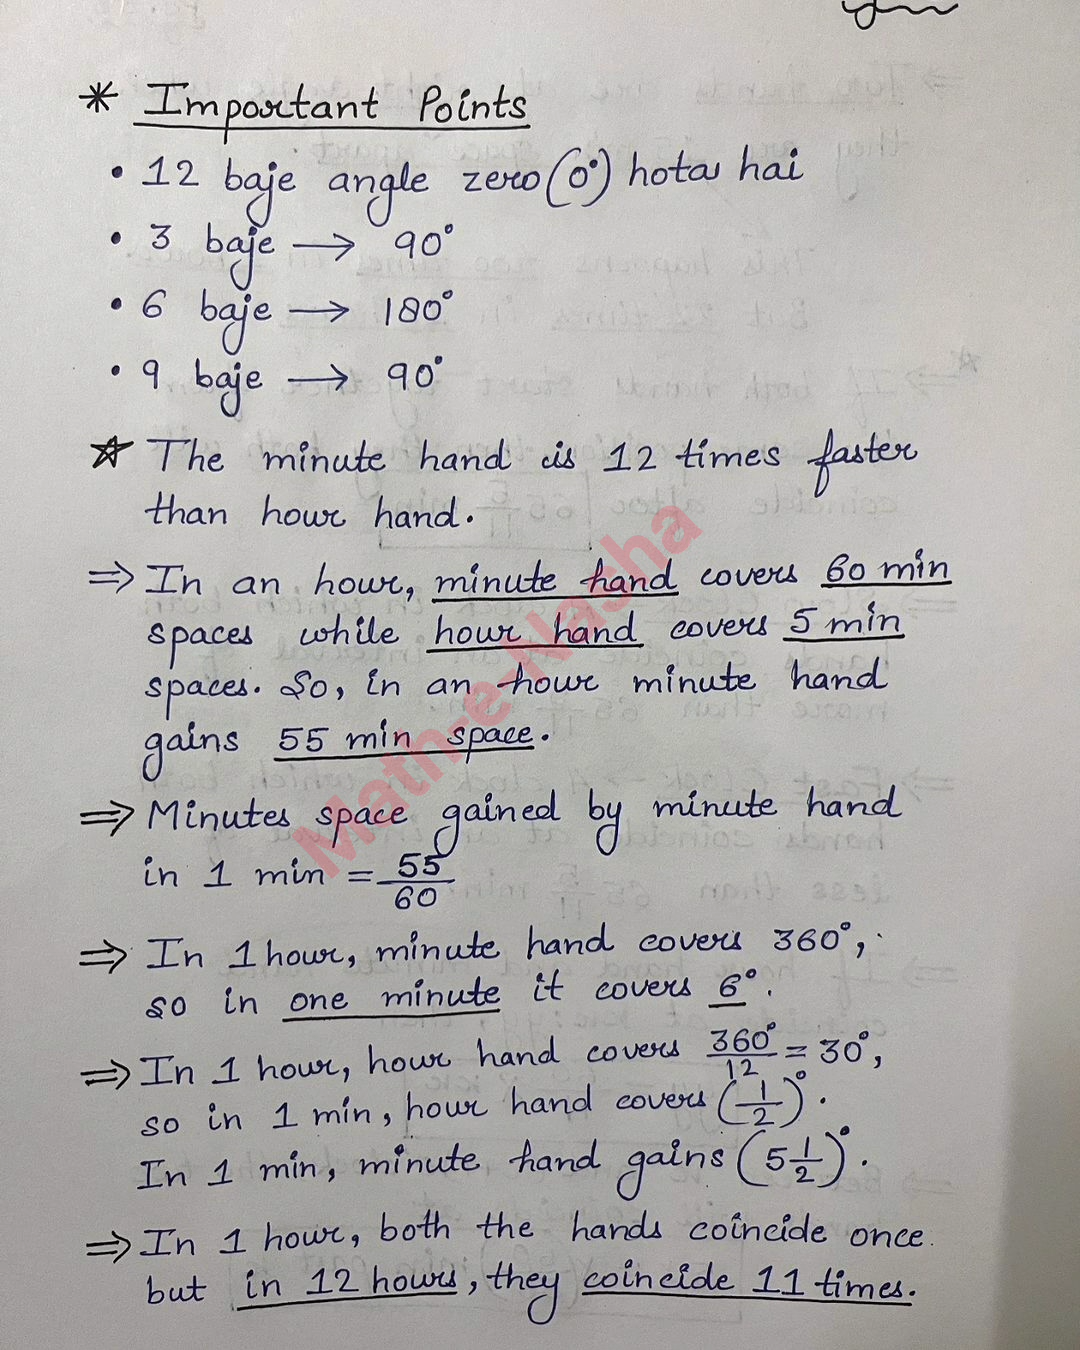 * Important Points
• 12 baje angle zero (0°) hota hai
• 3 baje → 90°
• 6 baje → 180°
• 9 baje → 90°
☆ The minute hand is 12 times faster
than hour hand.
⇒ In an hour, minute hand covers 60 min
spaces while hour hand covers 5 min
spaces. So, in an hour minute hand
gains 55 min space.
⇒ Minutes space gained by minute hand
in 1 min = 55/60
⇒ In 1 hour, minute hand covers 360°,
so in one minute it covers 6°.
⇒ In 1 hour, hour hand covers 360°/12 = 30°,
so in 1 min, hour hand covers (1/2)°.
In 1 min, minute hand gains (5 1/2)°.
⇒ In 1 hour, both the hands coincide once
but in 12 hours, they coincide 11 times.
Math-e-Nasha